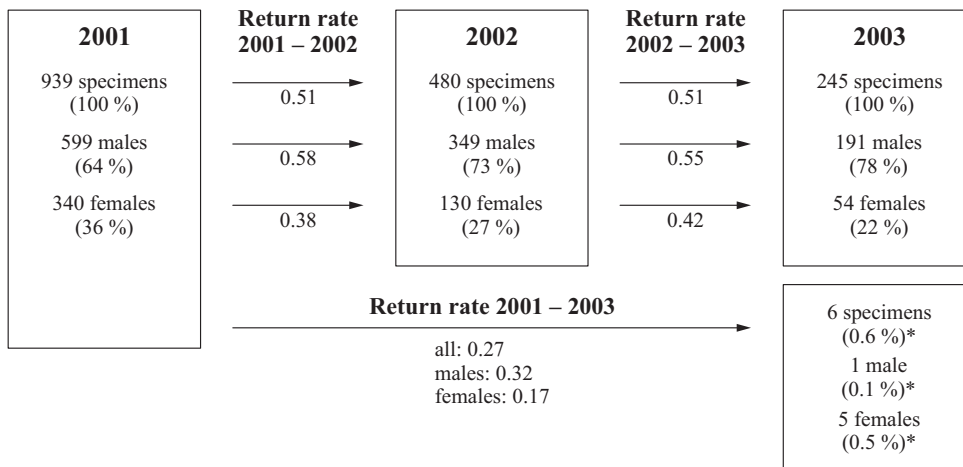 2001
939 specimens
(100 %)
599 males
(64 %)
340 females
(36 %)
Return rate
2001 – 2002
0.51
0.58
0.38
2002
480 specimens
(100 %)
349 males
(73 %)
130 females
(27 %)
Return rate
2002 – 2003
0.51
0.55
0.42
2003
245 specimens
(100 %)
191 males
(78 %)
54 females
(22 %)
Return rate 2001 – 2003
all: 0.27
males: 0.32
females: 0.17
6 specimens
(0.6 %)*
1 male
(0.1 %)*
5 females
(0.5 %)*